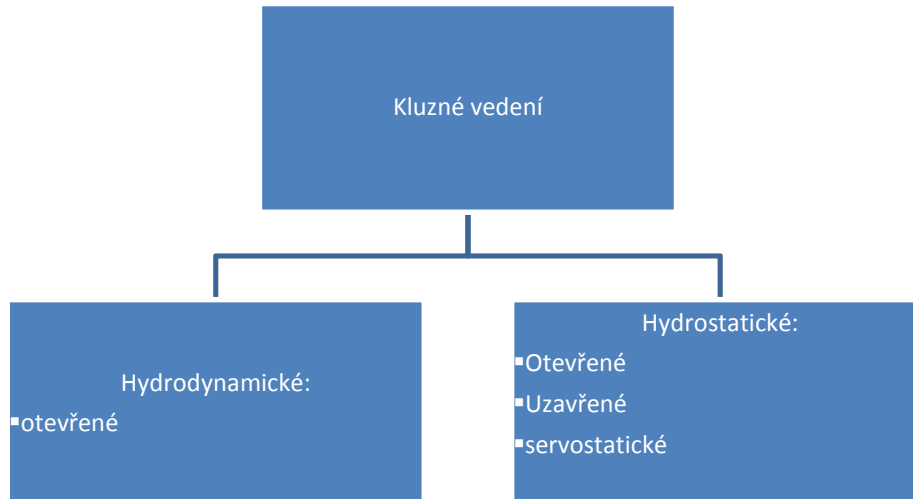 Kluzné vedení
Hydrodynamické:
▪otevřené
Hydrostatické:
▪Otevřené
▪Uzavřené
▪servostatické